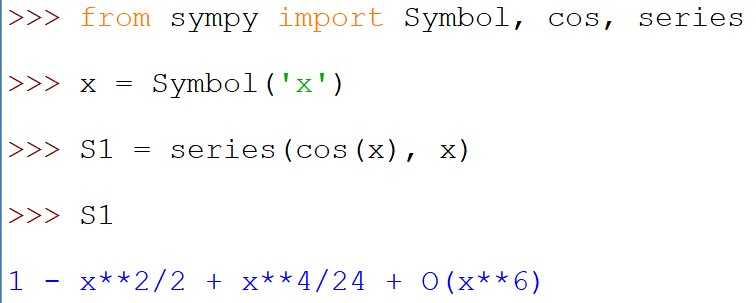 >>> from sympy import Symbol, cos, series
>>> x = Symbol('x')
>>> S1 = series(cos(x), x)
>>> S1
1 - x**2/2 + x**4/24 + O(x**6)